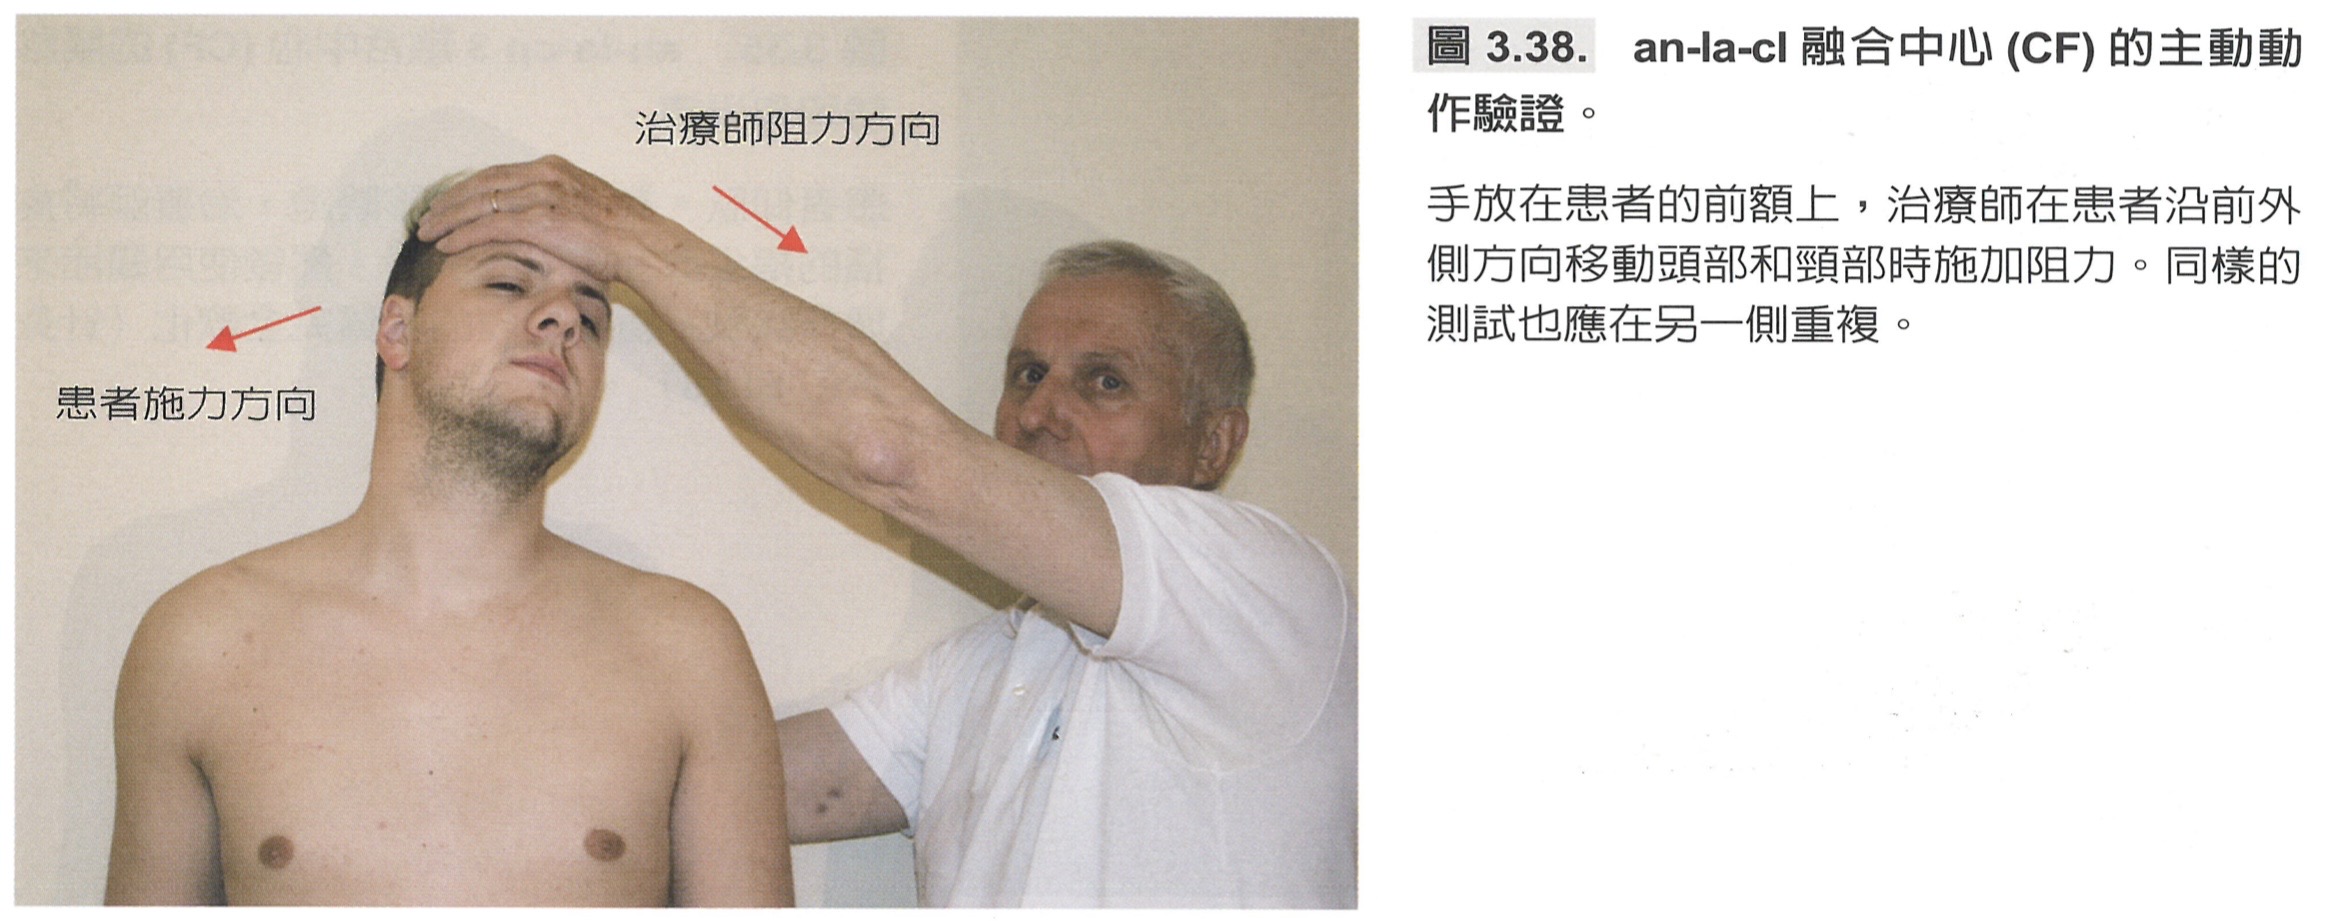 治療師阻力方向
患者施力方向
圖 3.38. an-la-cl 融合中心 (CF) 的主動動
作驗證。
手放在患者的前額上，治療師在患者沿前外
側方向移動頭部和頸部時施加阻力。同樣的
測試也應在另一側重複。